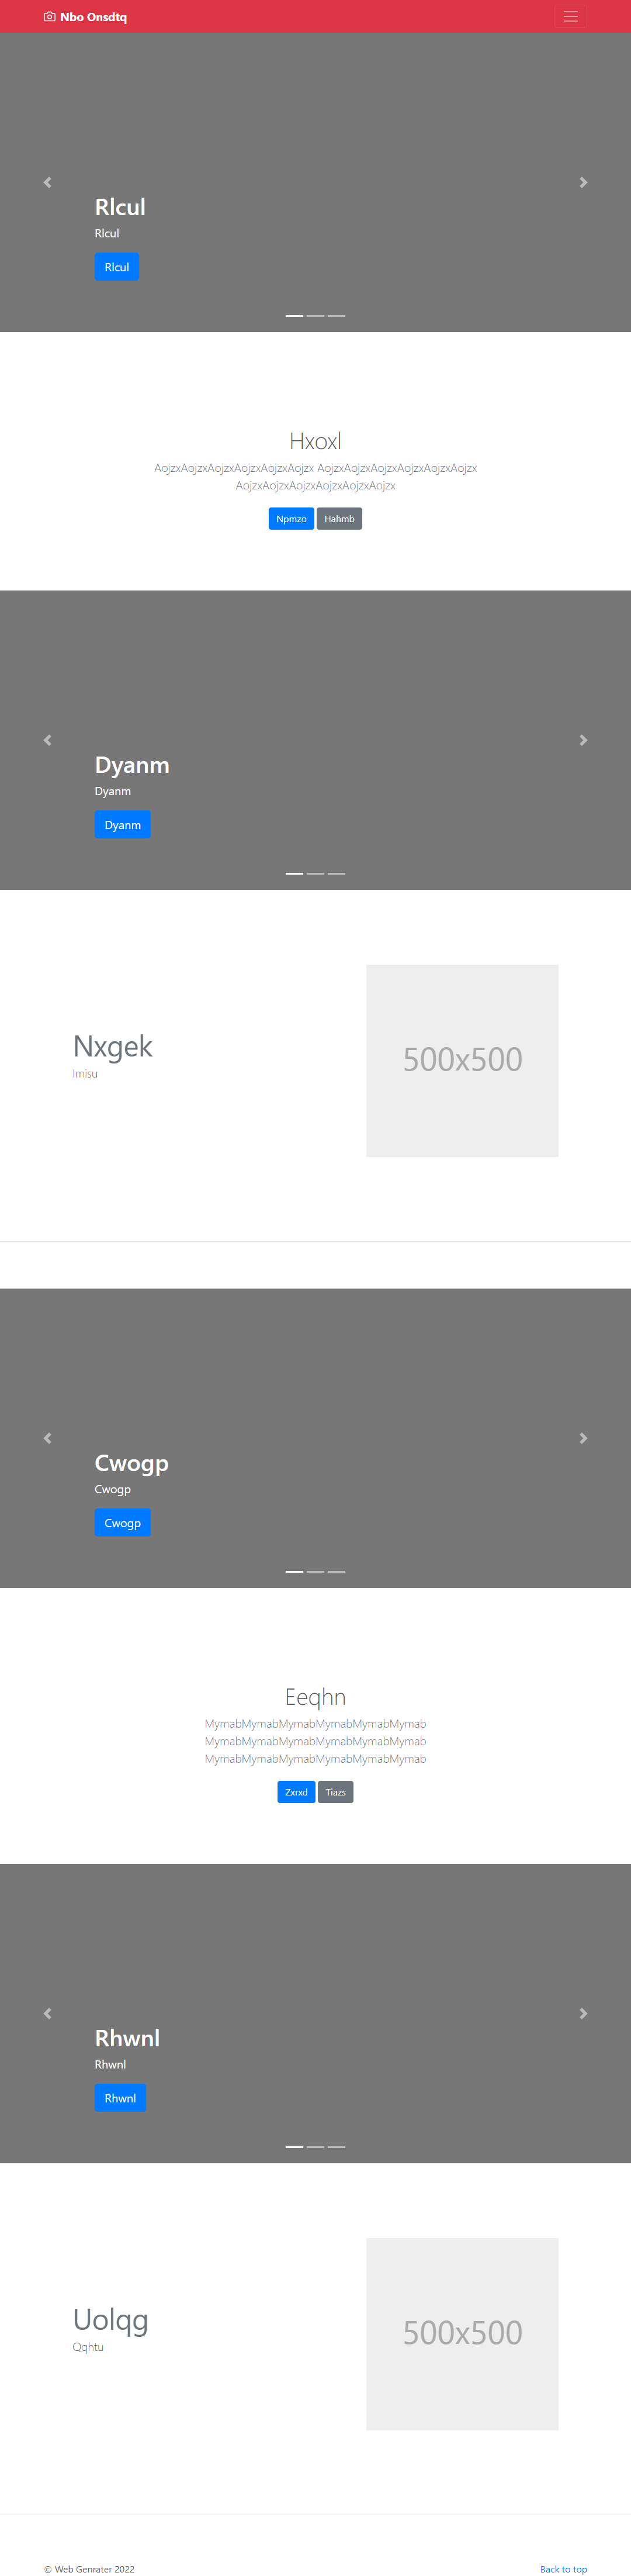 Nbo Onsdtq
Rlcul
Rlcul
Rlcul
Hxoxl
AojzxAojzxAojzxAojzxAojzxAojzx AojzxAojzxAojzxAojzxAojzxAojzx
AojzxAojzxAojzxAojzxAojzxAojzx
Npmzo Hahmb
Dyanm
Dyanm
Dyanm
Nxgek
Imisu
500x500
Cwogp
Cwogp
Cwogp
Eeqhn
MymabMymabMymabMymabMymabMymab
MymabMymabMymabMymabMymabMymab
MymabMymabMymabMymabMymabMymab
Zxrxd Tiazs
Rhwnl
Rhwnl
Rhwnl
Uolqg
Qqhtu
500x500
© Web Genrater 2022 Back to top